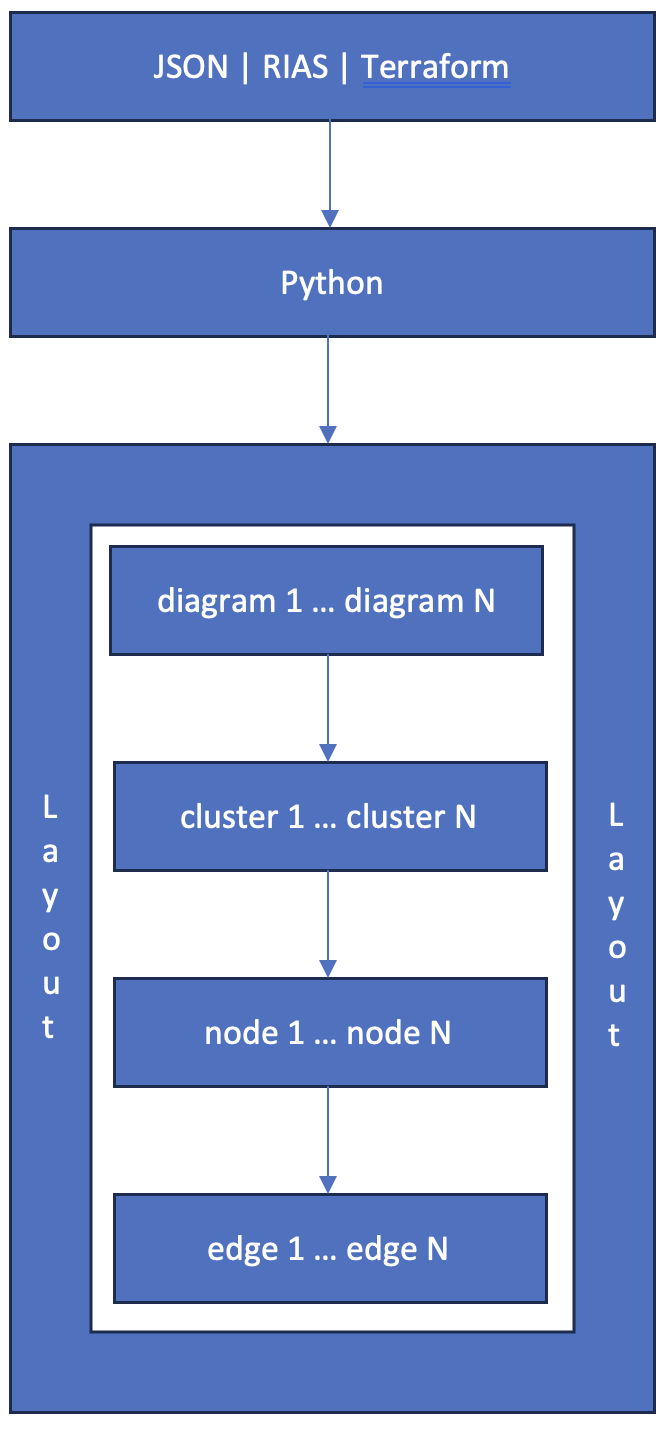 JSON | RIAS | Terraform
Python
diagram 1 ... diagram N
cluster 1 ... cluster N
node 1 ... node N
edge 1 ... edge N
Layout
Layout